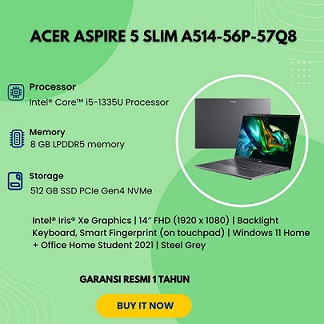 ACER ASPIRE 5 SLIM A514-56P-57Q8
Processor
Intel® Core™ i5-1335U Processor
Memory
8 GB LPDDR5 memory
Storage
512 GB SSD PCIe Gen4 NVMe
Intel® Iris® Xe Graphics | 14" FHD (1920 x 1080) | Backlight
Keyboard, Smart Fingerprint (on touchpad) | Windows 11 Home
+ Office Home Student 2021 | Steel Grey
GARANSI RESMI 1 TAHUN
BUY IT NOW